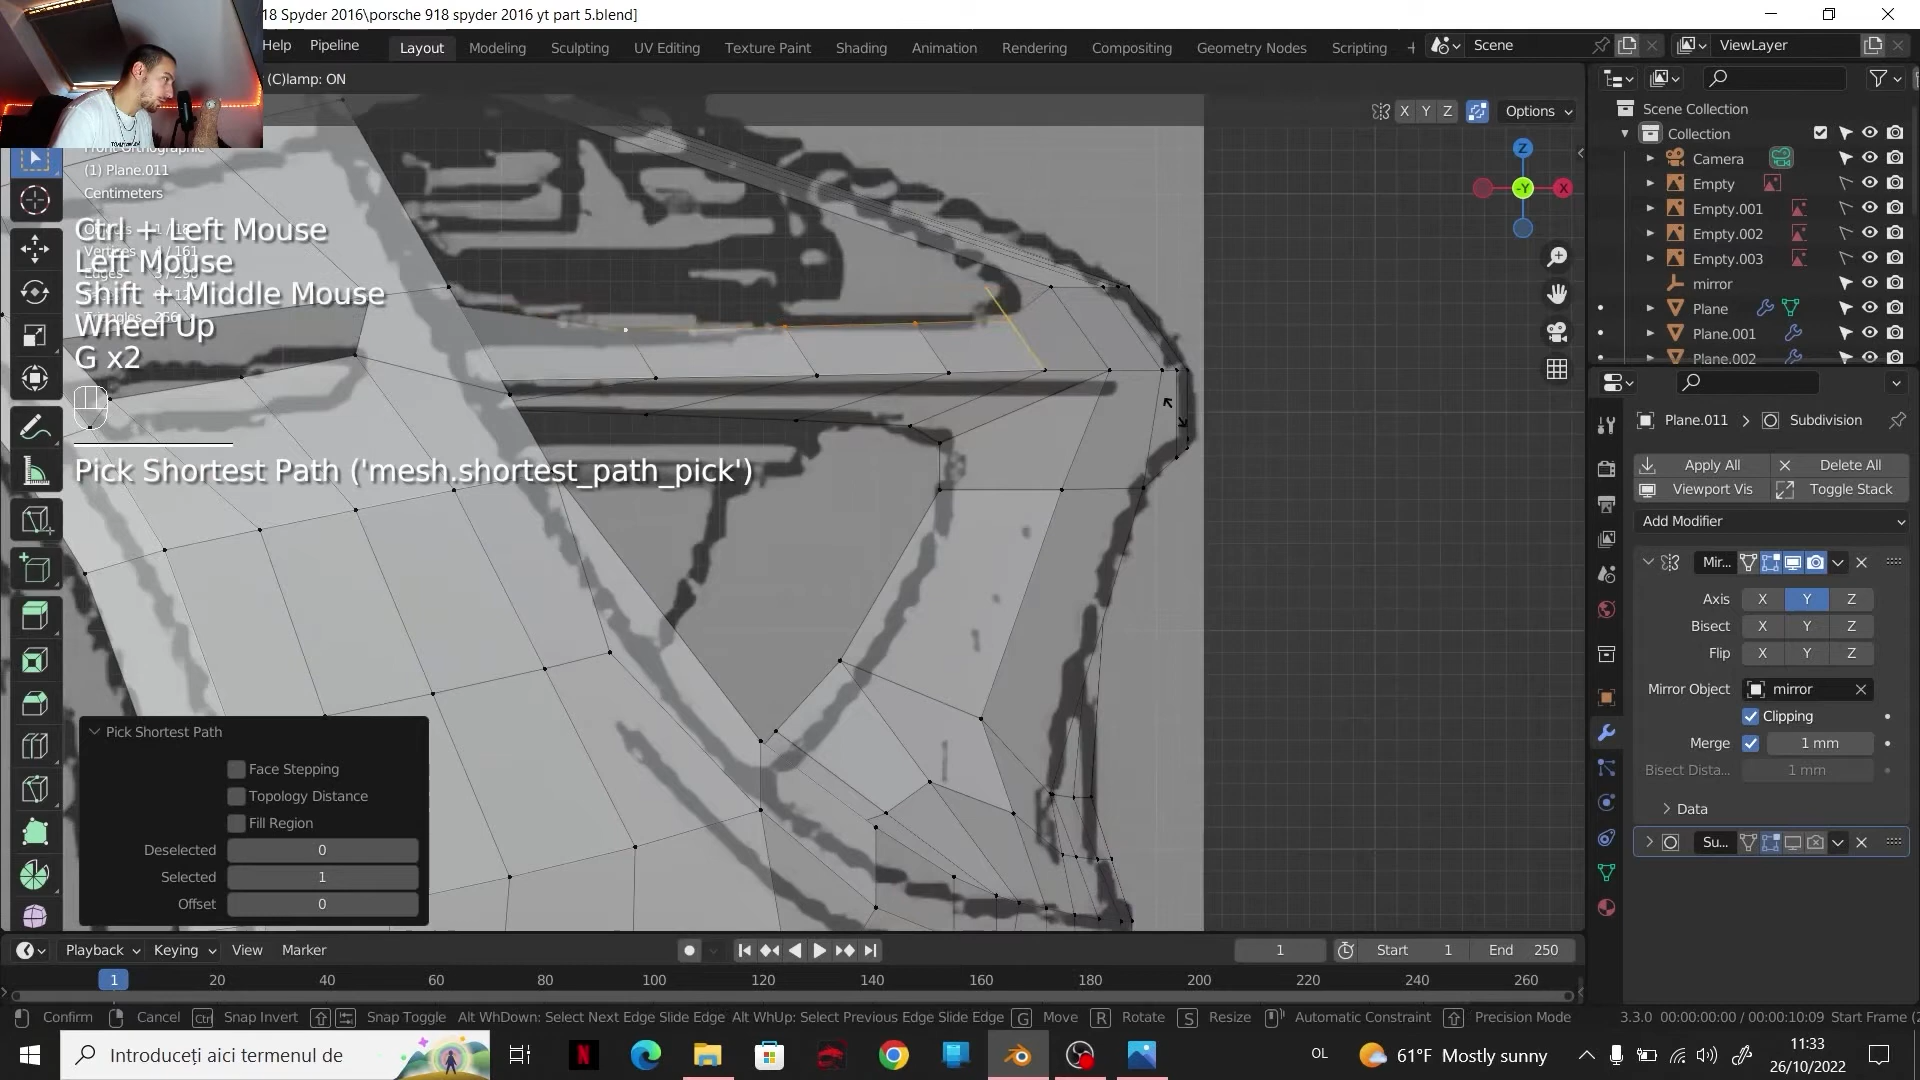 18 Spyder 2016\porsche 918 spyder 2016 yt part 5.blend]
Help Pipeline Layout Modeling Sculpting UV Editing Texture Paint Shading Animation Rendering Compositing Geometry Nodes Scripting + Scene ViewLayer
(C)lamp: ON
X Y Z Options
(1) Plane.011
Centimeters
Ctrl + Left Mouse
Left Mouse
Shift + Middle Mouse
Wheel Up
G x2
Pick Shortest Path ('mesh.shortest_path_pick')
Z
-Y X
Pick Shortest Path
Face Stepping
Topology Distance
Fill Region
Deselected 0
Selected 1
Offset 0
Scene Collection
Collection
Camera
Empty
Empty.001
Empty.002
Empty.003
mirror
Plane
Plane.001
Plane.002
Plane.011 > Subdivision
Apply All Delete All
Viewport Vis Toggle Stack
Add Modifier
Mir...
Axis X Y Z
Bisect X Y Z
Flip X Y Z
Mirror Object mirror
Clipping
Merge 1 mm
Bisect Dista... 1 mm
Data
Su...
Playback Keying View Marker 1 Start 1 End 250
1 20 40 60 80 100 120 140 160 180 200 220 240 260
Confirm Cancel Ctrl Snap Invert Snap Toggle Alt WhDown: Select Next Edge Slide Edge Alt WhUp: Select Previous Edge Slide Edge G Move R Rotate S Resize Automatic Constraint Precision Mode 3.3.0 00:00:00:00 / 00:00:10:09 Start Frame (2
Introduceți aici termenul de OL 61°F Mostly sunny 11:33
26/10/2022